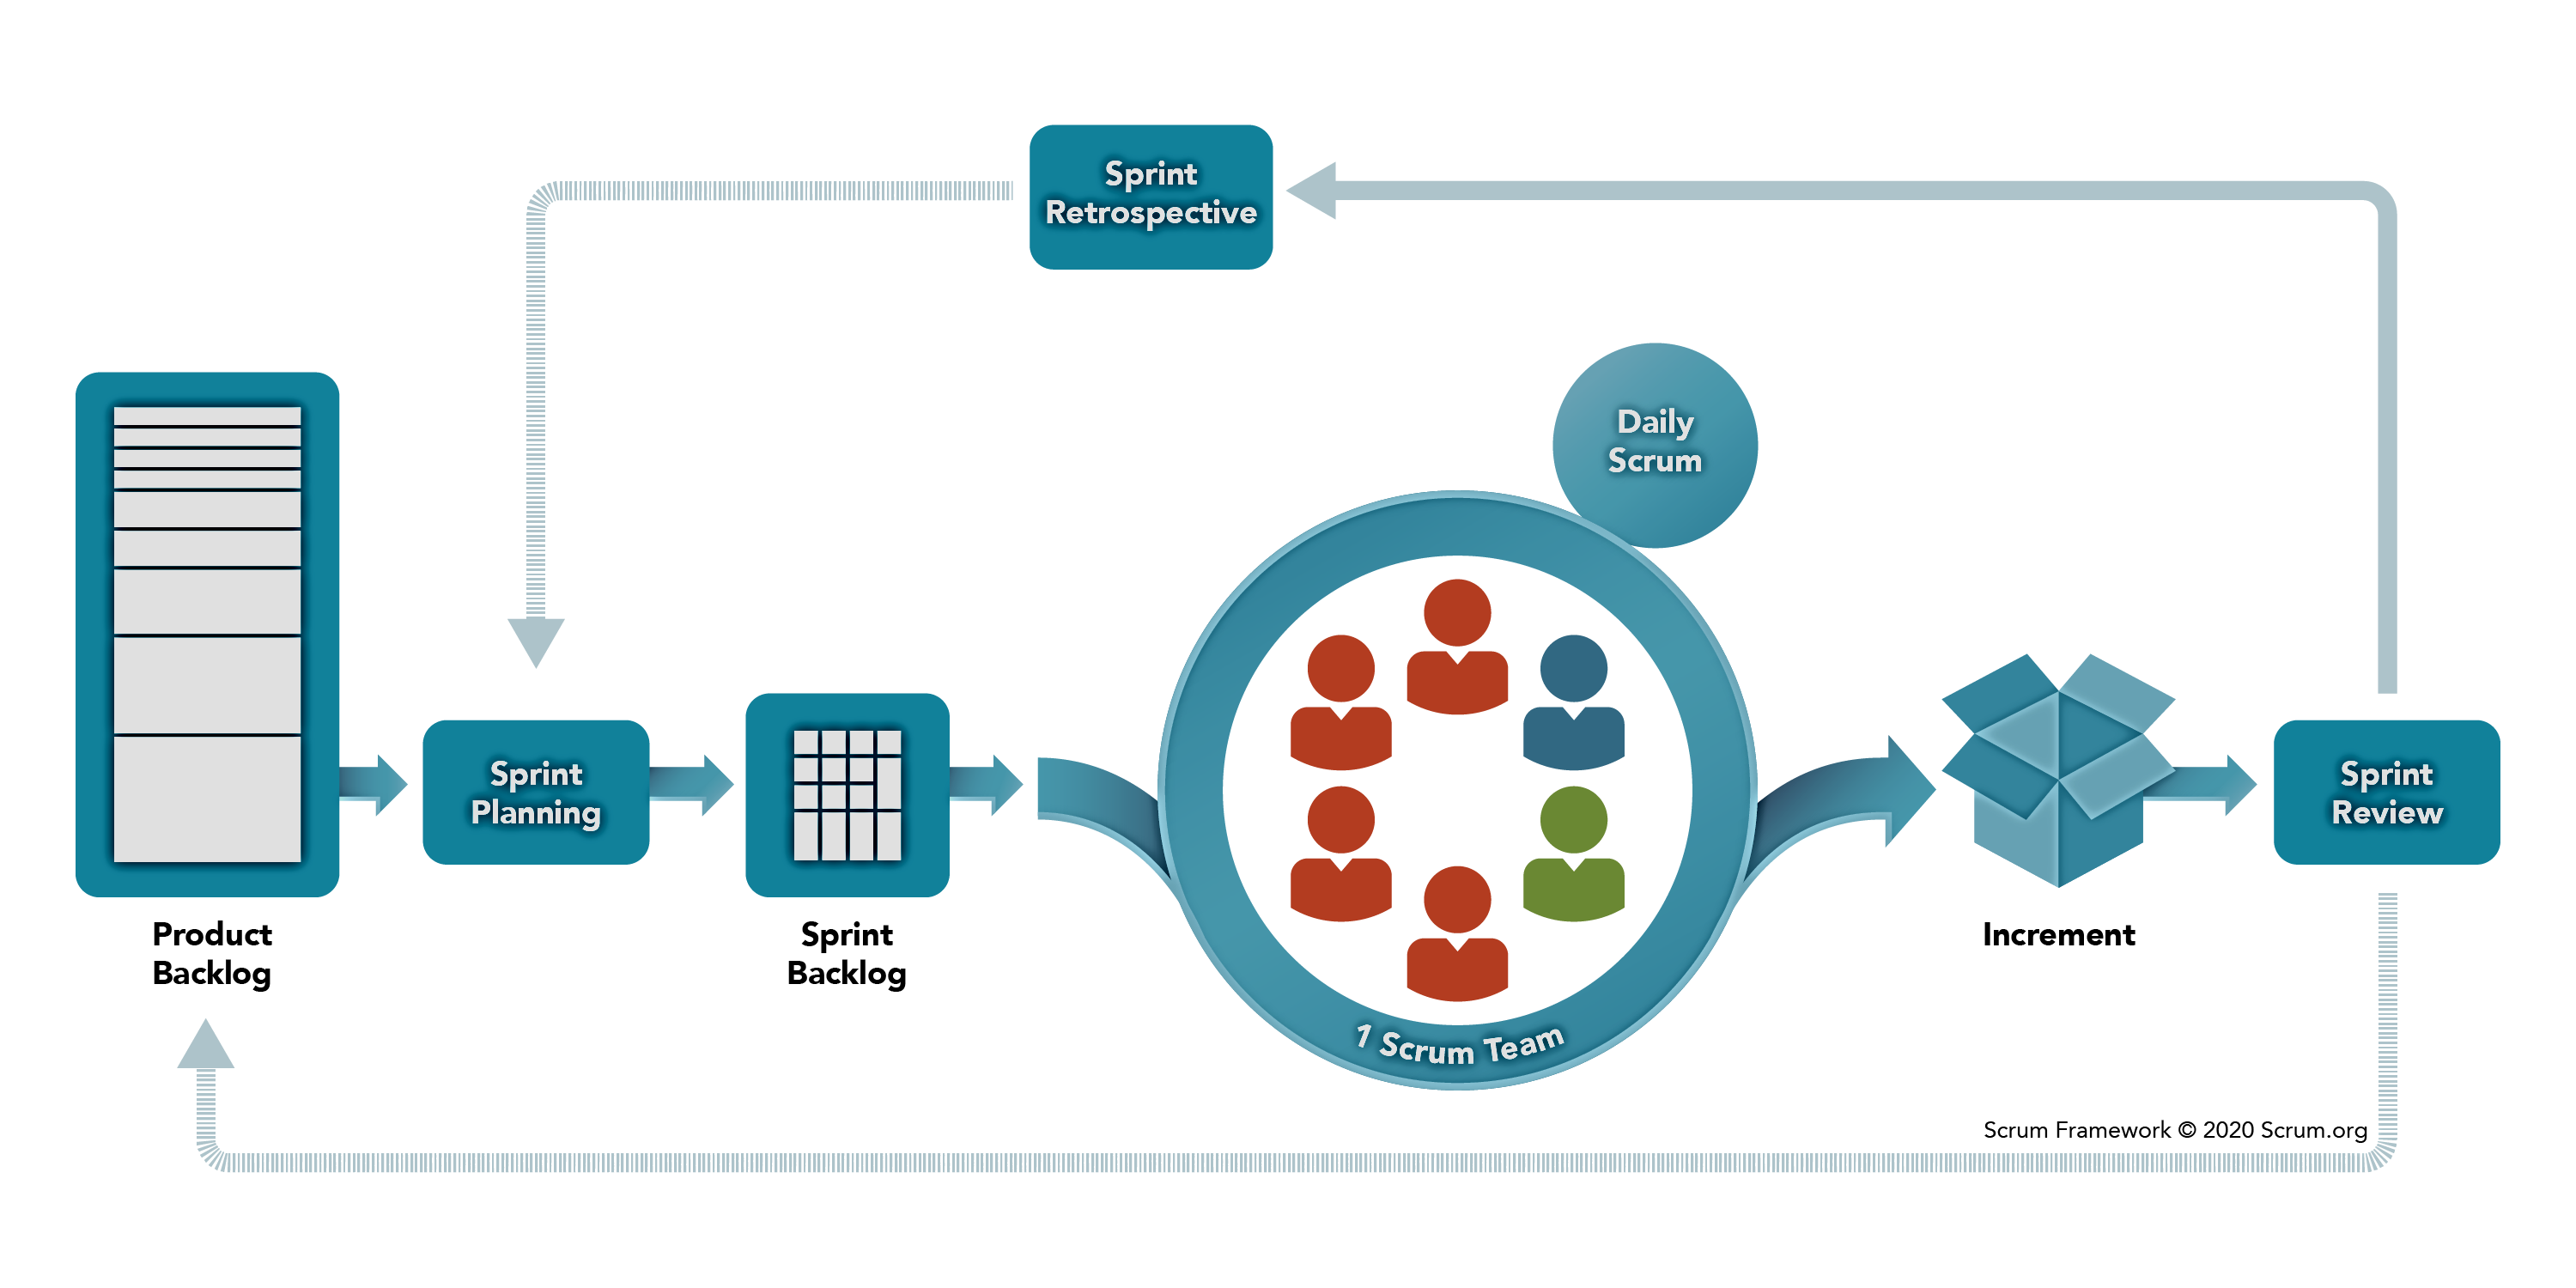 Sprint
Retrospective
Daily
Scrum
Sprint
Planning
Sprint
Review
Product
Backlog
Sprint
Backlog
Increment
1 Scrum Team
Scrum Framework © 2020 Scrum.org